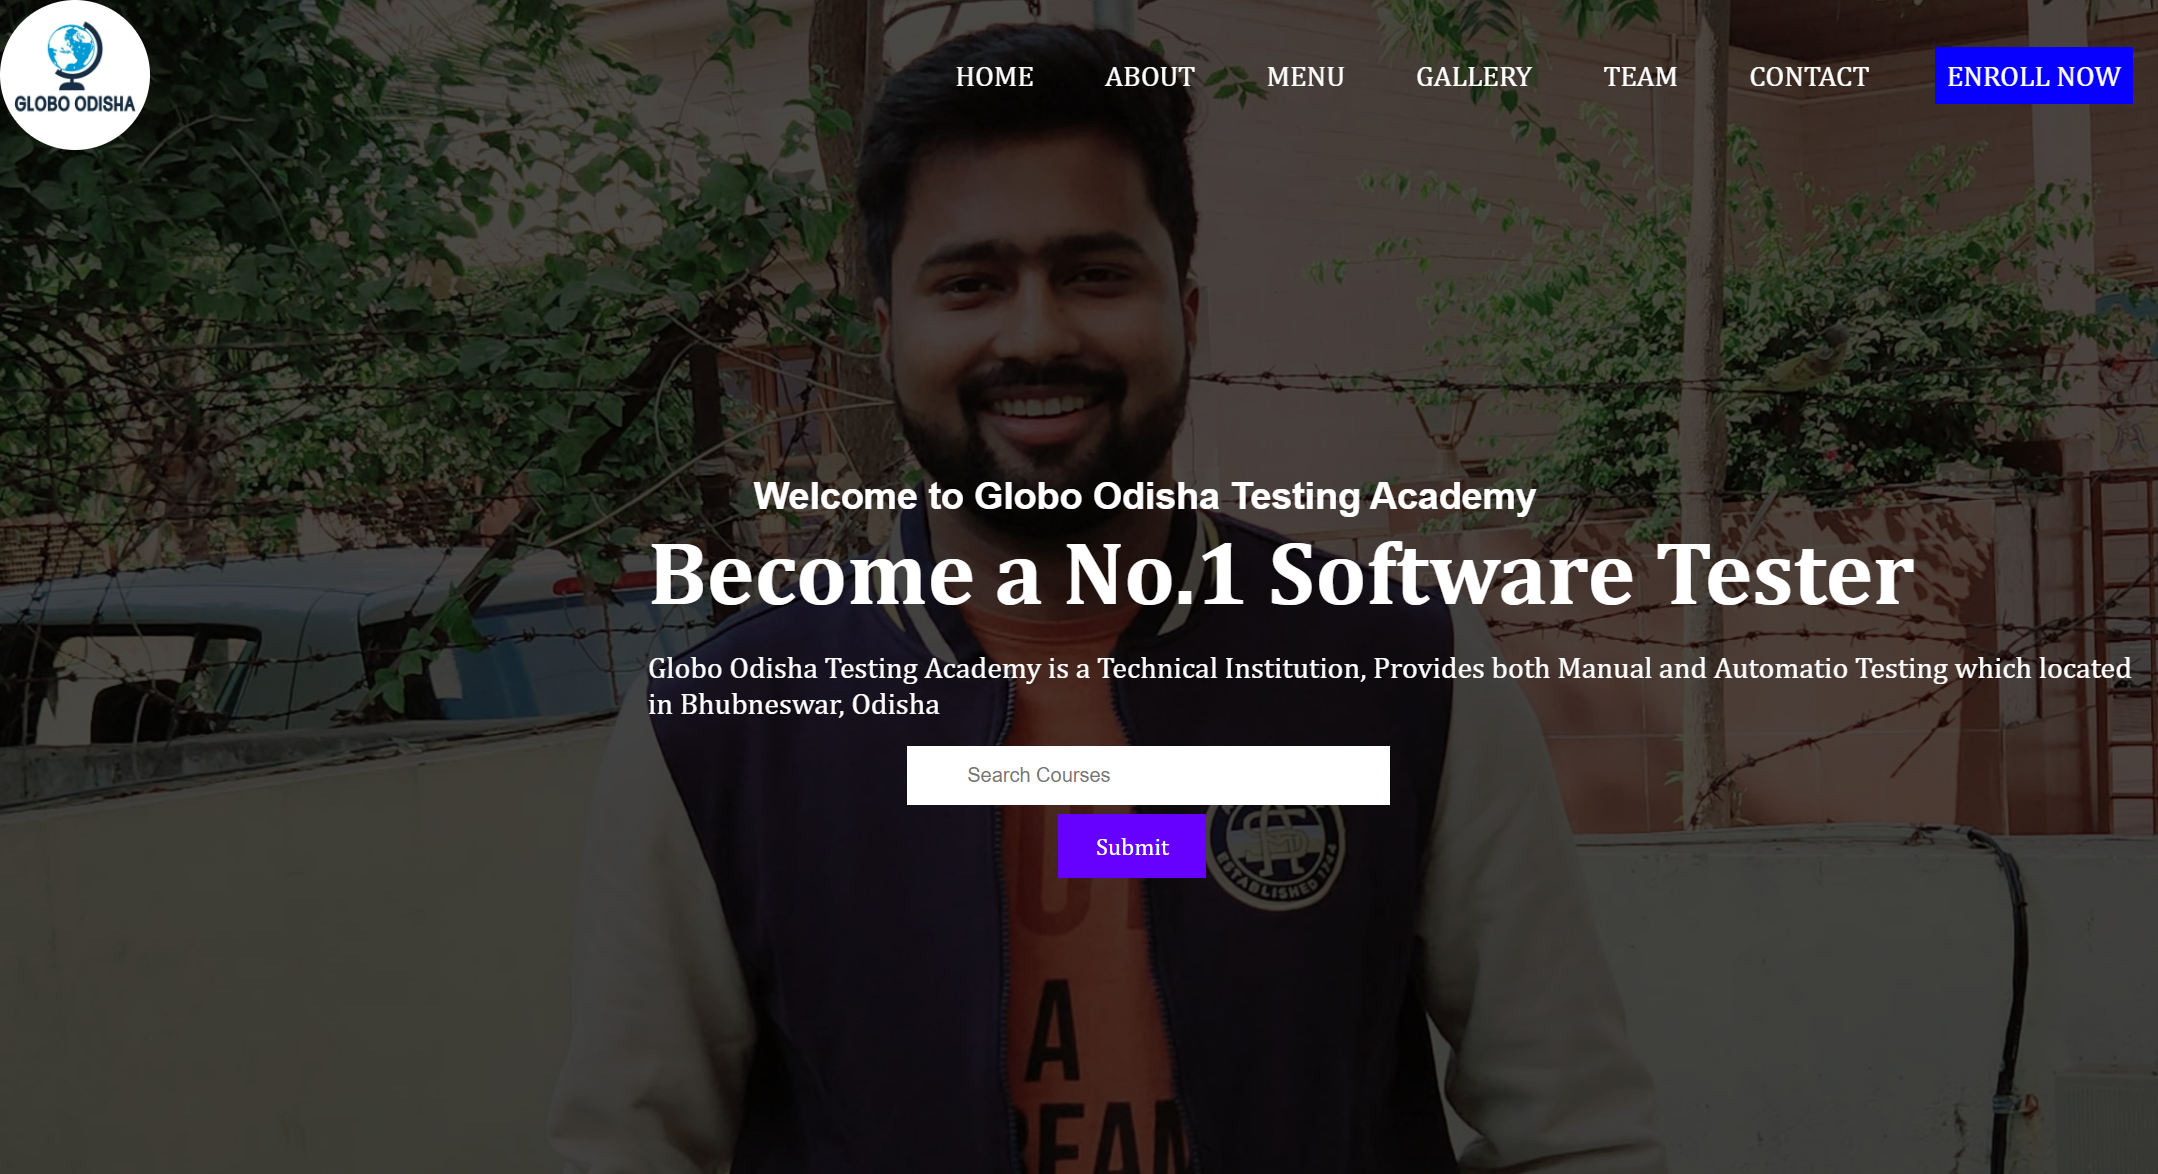 GLOBO ODISHA
HOME ABOUT MENU GALLERY TEAM CONTACT ENROLL NOW
Welcome to Globo Odisha Testing Academy
Become a No.1 Software Tester
Globo Odisha Testing Academy is a Technical Institution, Provides both Manual and Automatio Testing which located
in Bhubneswar, Odisha
Search Courses
Submit
ESTABLISHED 1744
A